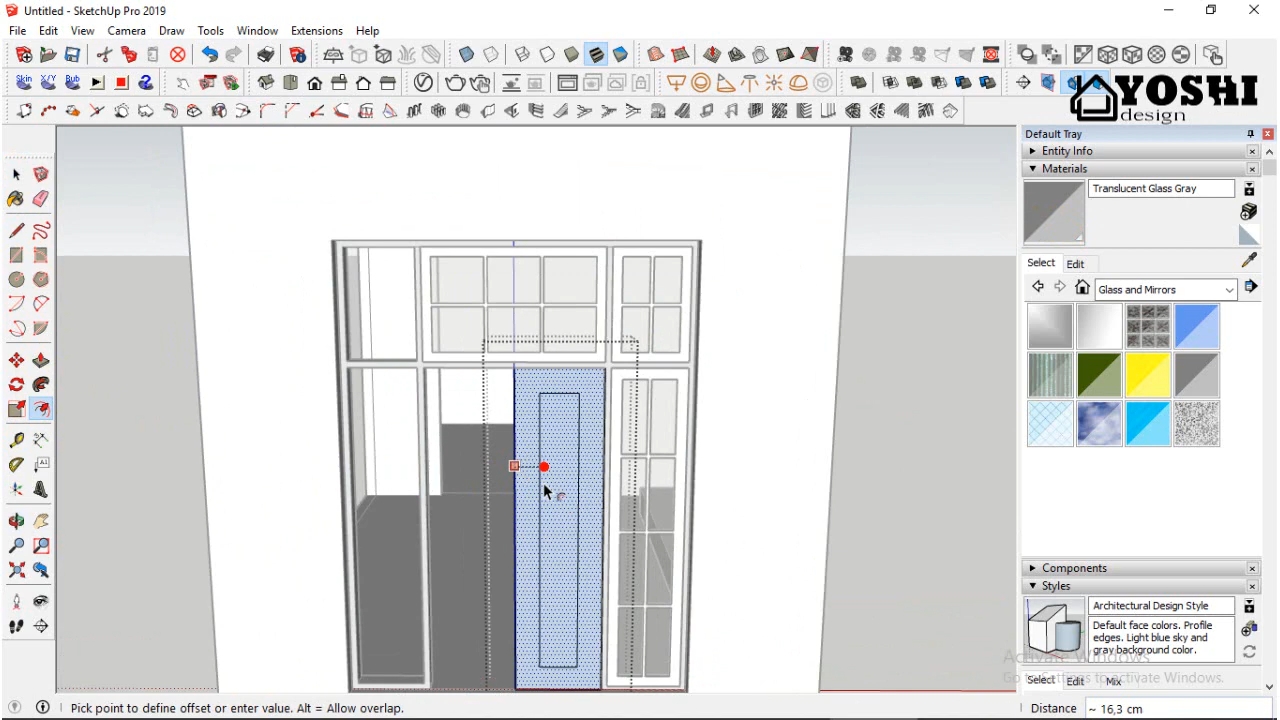 Untitled - SketchUp Pro 2019
File Edit View Camera Draw Tools Window Extensions Help
Skin X/Y Bub
YOSHI
design
Default Tray
Entity Info
Materials
Translucent Glass Gray
Select Edit
Glass and Mirrors
Components
Styles
Architectural Design Style
Default face colors. Profile
edges. Light blue sky and
gray background color.
Activate Windows
Go to Settings to activate Windows.
Select Edit Mix
Pick point to define offset or enter value. Alt = Allow overlap.
Distance ~ 16,3 cm